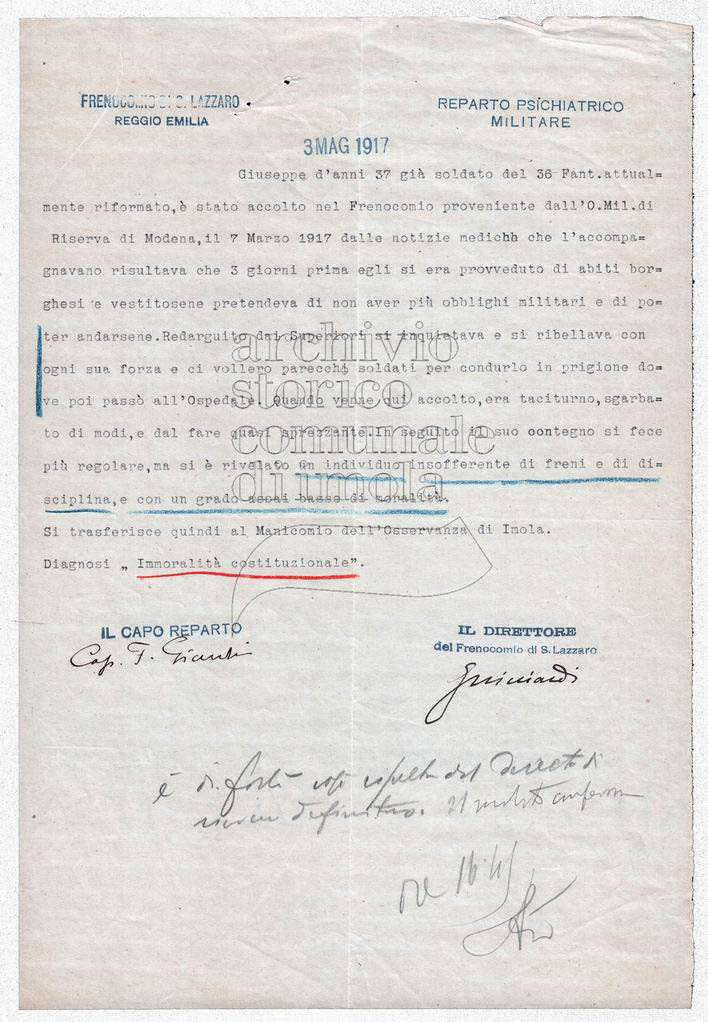 FRENOCOMIO DI S. LAZZARO
REGGIO EMILIA
REPARTO PSICHIATRICO
MILITARE
3 MAG 1917
Giuseppe d'anni 37 già soldato del 36 Fant.attual=
mente riformato,è stato accolto nel Frenocomio proveniente dall'O.Mil.di
Riserva di Modena,il 7 Marzo 1917 dalle notizie mediche che l'accompa=
gnavano risultava che 3 giorni prima egli si era provveduto di abiti bor=
ghesi e vestitosene pretendeva di non aver più obblighi militari e di po=
ter andarsene.Redarguito dai Superiori si inquietava e si ribellava con
ogni sua forza e ci vollero parecchi soldati per condurlo in prigione do=
ve poi passò all'Ospedale. Quando venne qui accolto,era taciturno,sgarba=
to di modi,e dal fare quasi sprezzante.In seguito il suo contegno si fece
più regolare,ma si è rivelato un individuo insofferente di freni e di di=
sciplina,e con un grado assai basso di moralità.
Si trasferisce quindi al Manicomio dell'Osservanza di Imola.
Diagnosi „ Immoralità costituzionale".
archivio
storico
comunale
di imola
IL CAPO REPARTO
Cap. F.
IL DIRETTORE
del Frenocomio di S. Lazzaro
è di
definitivo. Il